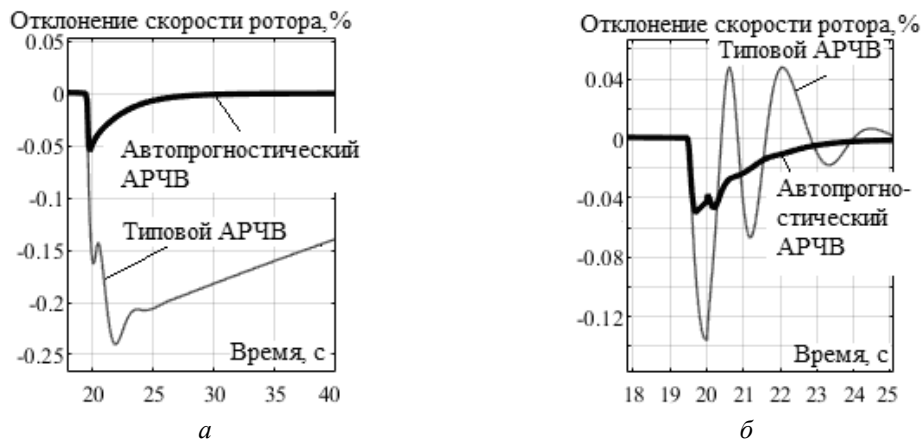 Отклонение скорости ротора, %
0.05
0
-0.05
-0.1
-0.15
-0.2
-0.25
Автопрогностический
АРЧВ
Типовой АРЧВ
Время, с
20 25 30 35 40
а
Отклонение скорости ротора, %
Типовой АРЧВ
0.04
0
-0.04
-0.08
-0.12
Автопрогно-
стический
АРЧВ
Время, с
18 19 20 21 22 23 24 25
б